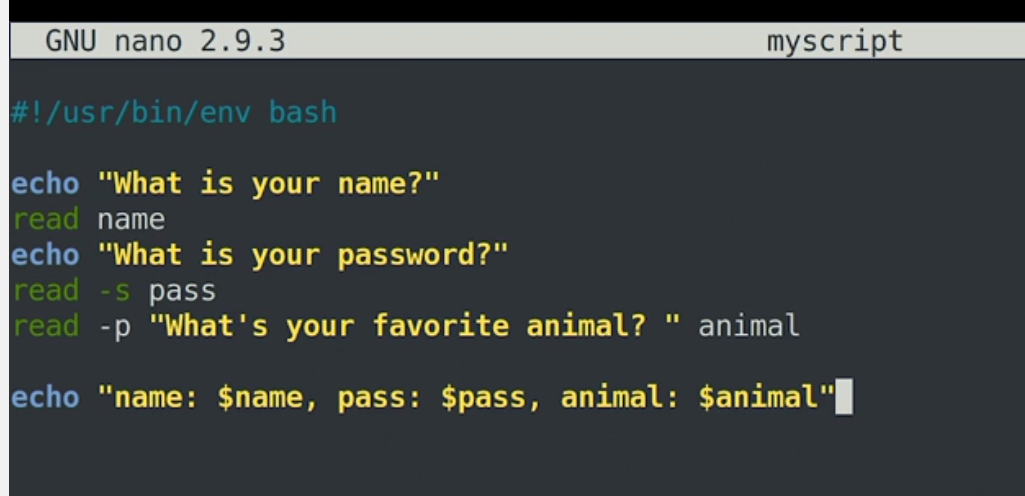 GNU nano 2.9.3 myscript
#!/usr/bin/env bash
echo "What is your name?"
read name
echo "What is your password?"
read -s pass
read -p "What's your favorite animal? " animal
echo "name: $name, pass: $pass, animal: $animal"